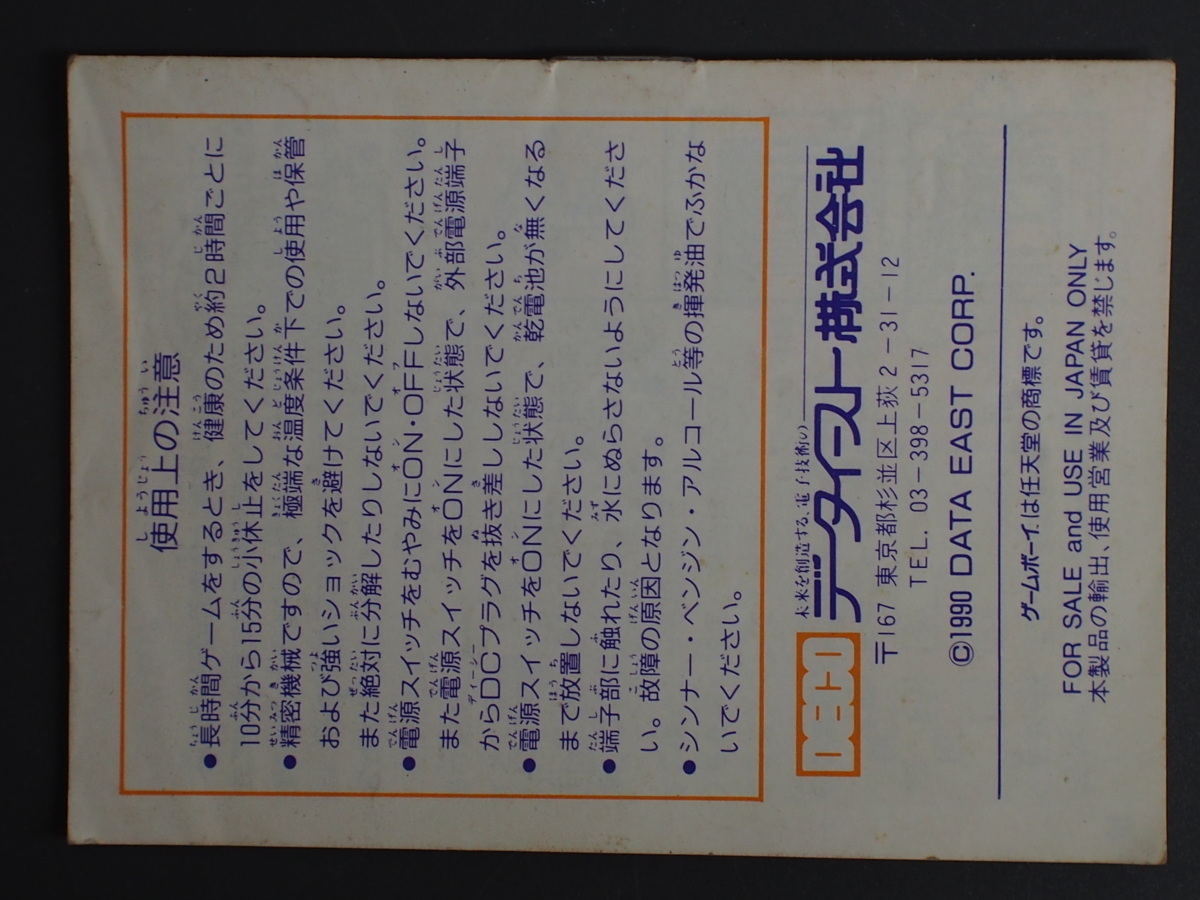 使用上の注意
●長時間ゲームをするとき、健康のため約2時間ごとに
10分から15分の小休止をしてください。
●精密機械ですので、極端な温度条件下での使用や保管
および強いショックを避けてください。
また絶対に分解したりしないでください。
●電源スイッチをむやみにON・OFFしないでください。
また電源スイッチをONにした状態で、外部電源端子
からDCプラグを抜き差ししないでください。
●電源スイッチをONにした状態で、乾電池が無くなる
まで放置しないでください。
●端子部に触れたり、水にぬらさないようにしてくださ
い。故障の原因となります。
●シンナー・ベンジン・アルコール等の揮発油でふかな
いでください。
未来を創造する、電子技術の
DECO データイースト株式会社
〒167 東京都杉並区上荻2-31-12
TEL. 03-398-5317
©1990 DATA EAST CORP.
ゲームボーイは任天堂の商標です。
FOR SALE and USE IN JAPAN ONLY
本製品の輸出、使用営業及び賃貸を禁じます。